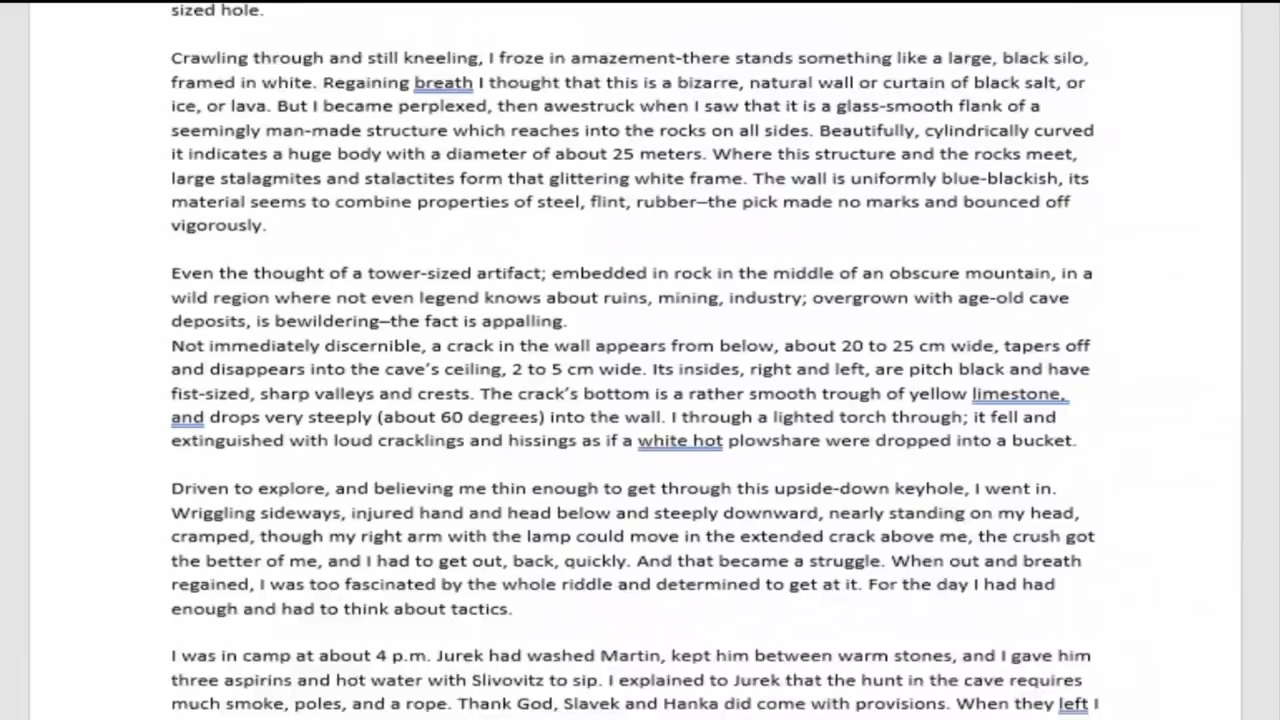 sized hole.
Crawling through and still kneeling, I froze in amazement-there stands something like a large, black silo,
framed in white. Regaining breath I thought that this is a bizarre, natural wall or curtain of black salt, or
ice, or lava. But I became perplexed, then awestruck when I saw that it is a glass-smooth flank of a
seemingly man-made structure which reaches into the rocks on all sides. Beautifully, cylindrically curved
it indicates a huge body with a diameter of about 25 meters. Where this structure and the rocks meet,
large stalagmites and stalactites form that glittering white frame. The wall is uniformly blue-blackish, its
material seems to combine properties of steel, flint, rubber–the pick made no marks and bounced off
vigorously.
Even the thought of a tower-sized artifact; embedded in rock in the middle of an obscure mountain, in a
wild region where not even legend knows about ruins, mining, industry; overgrown with age-old cave
deposits, is bewildering–the fact is appalling.
Not immediately discernible, a crack in the wall appears from below, about 20 to 25 cm wide, tapers off
and disappears into the cave's ceiling, 2 to 5 cm wide. Its insides, right and left, are pitch black and have
fist-sized, sharp valleys and crests. The crack's bottom is a rather smooth trough of yellow limestone,
and drops very steeply (about 60 degrees) into the wall. I through a lighted torch through; it fell and
extinguished with loud cracklings and hissings as if a white hot plowshare were dropped into a bucket.
Driven to explore, and believing me thin enough to get through this upside-down keyhole, I went in.
Wriggling sideways, injured hand and head below and steeply downward, nearly standing on my head,
cramped, though my right arm with the lamp could move in the extended crack above me, the crush got
the better of me, and I had to get out, back, quickly. And that became a struggle. When out and breath
regained, I was too fascinated by the whole riddle and determined to get at it. For the day I had had
enough and had to think about tactics.
I was in camp at about 4 p.m. Jurek had washed Martin, kept him between warm stones, and I gave him
three aspirins and hot water with Slivovitz to sip. I explained to Jurek that the hunt in the cave requires
much smoke, poles, and a rope. Thank God, Slavek and Hanka did come with provisions. When they left I